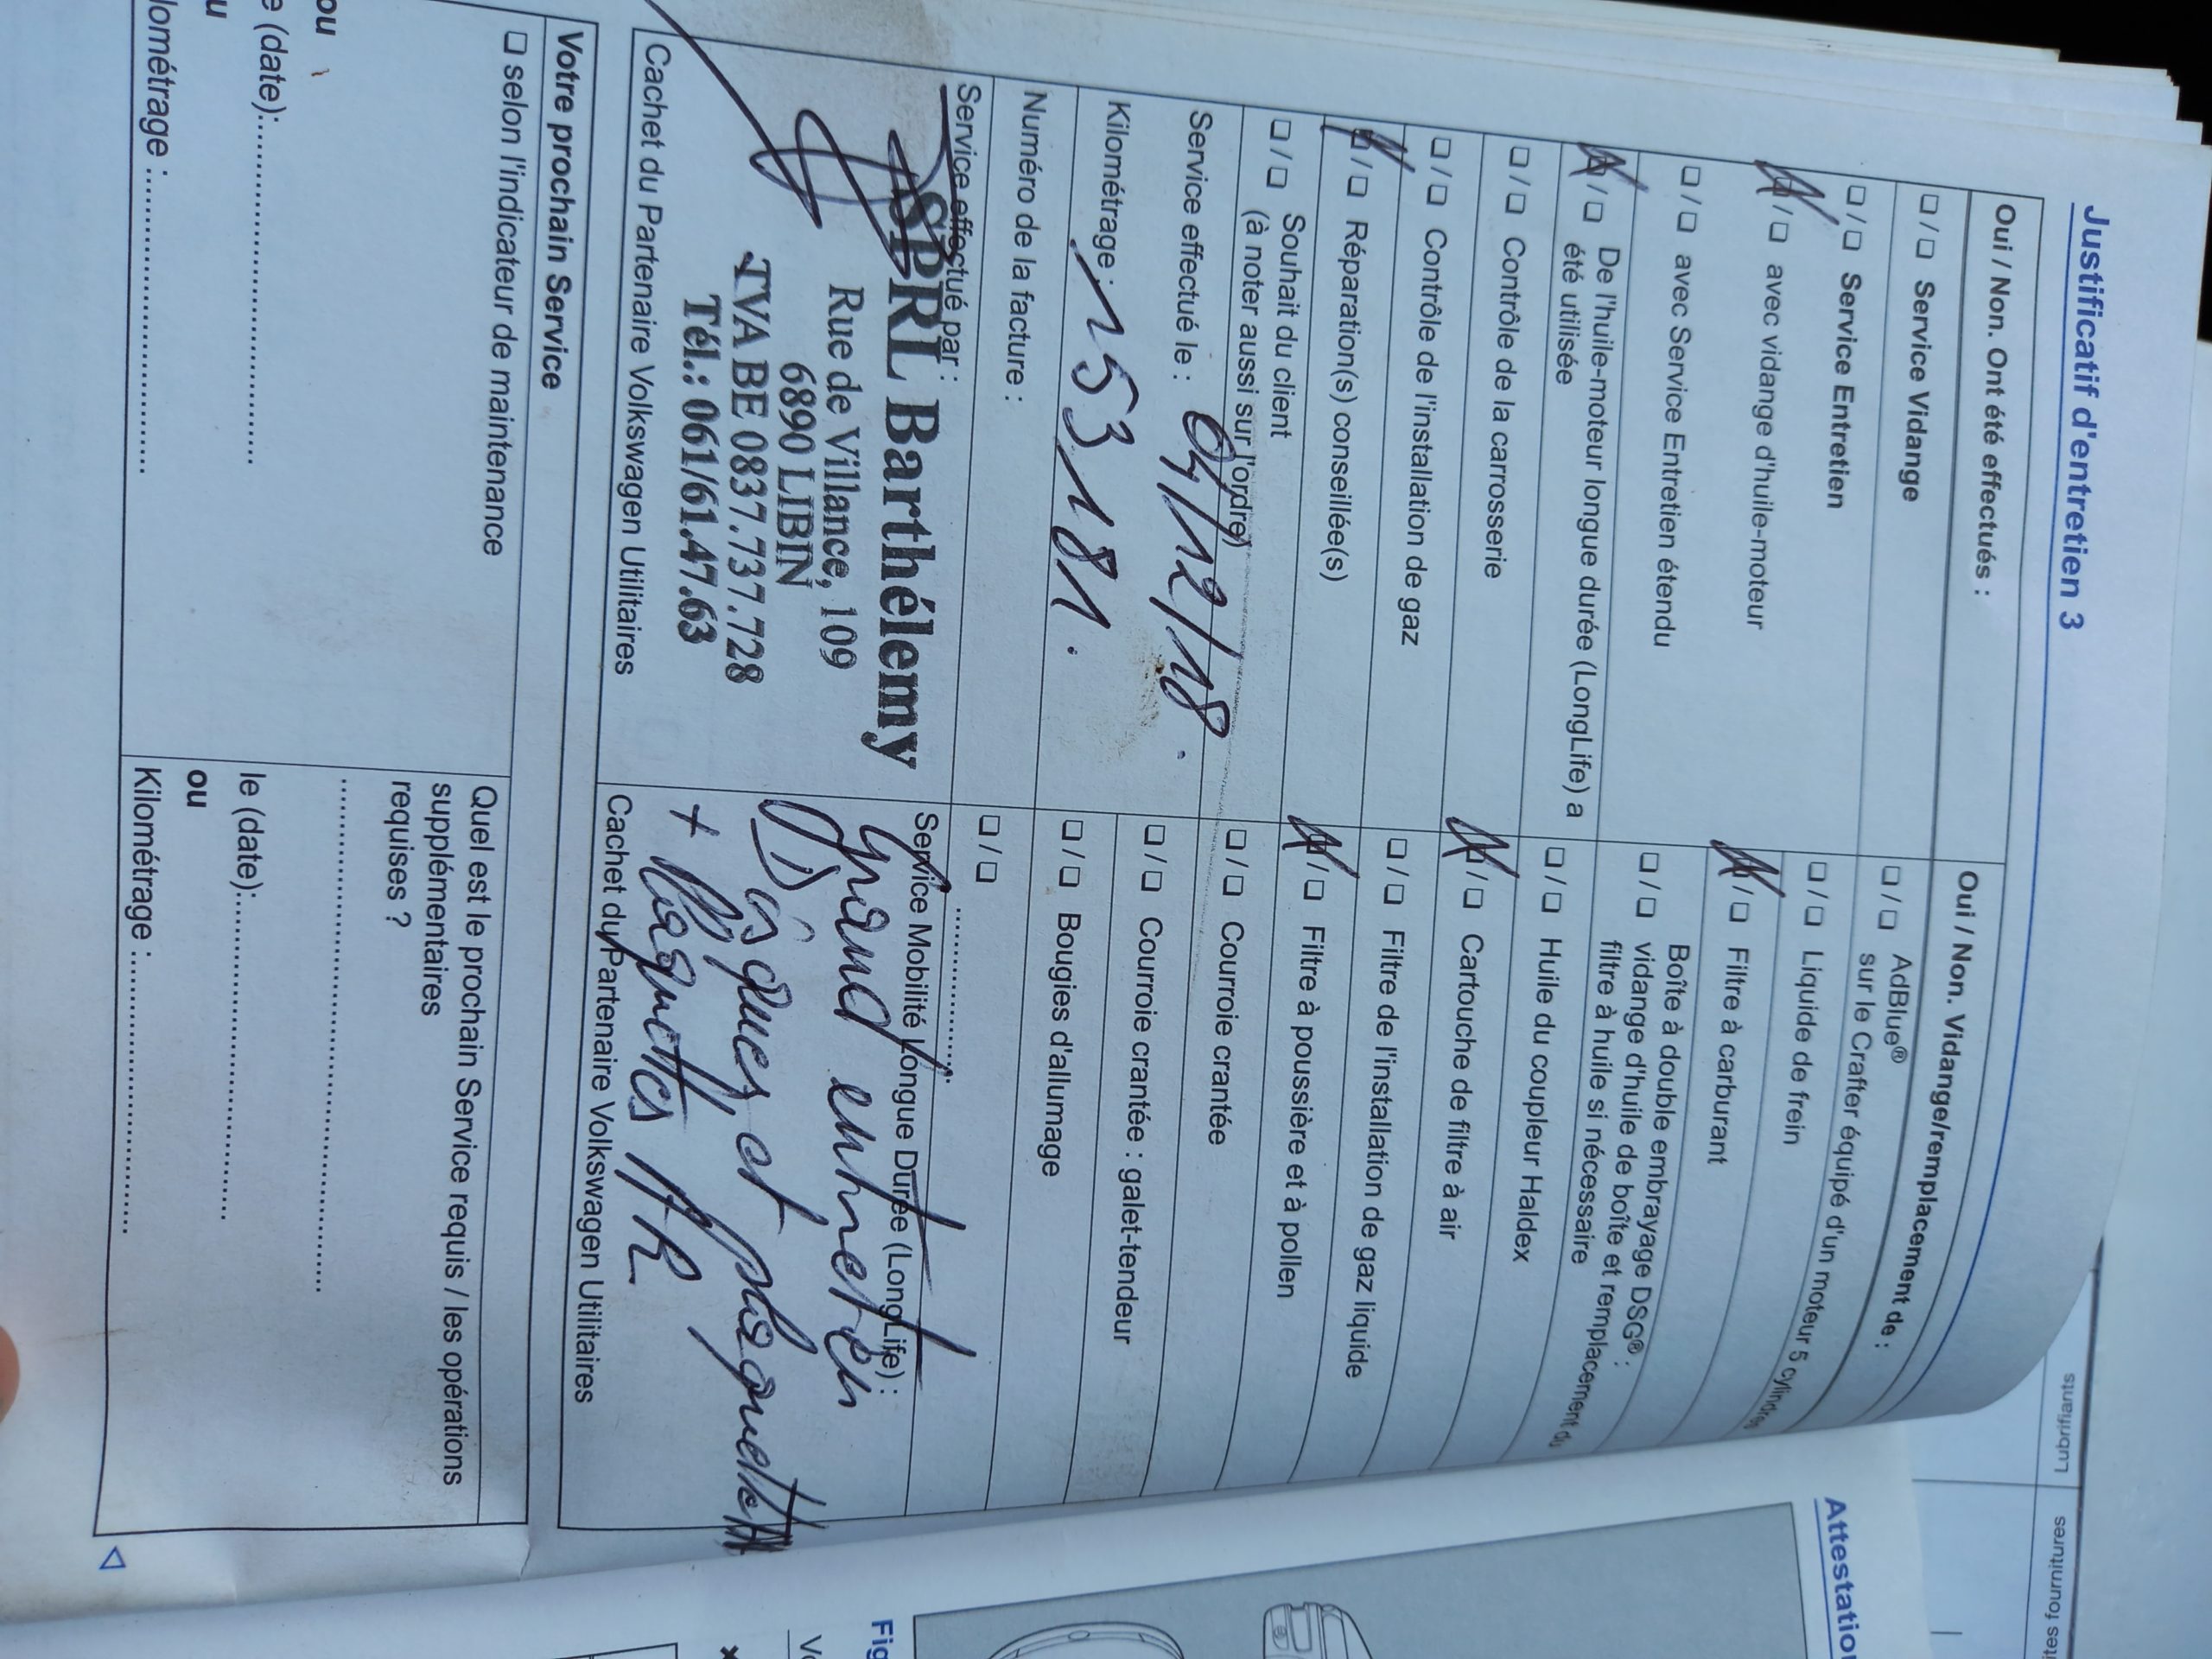 Justificatif d'entretien 3
Oui / Non. Ont été effectués :
❏ / ❏ Service Vidange
❏ / ❏ Service Entretien
❏ / ❏ avec vidange d'huile-moteur
❏ / ❏ avec Service Entretien étendu
❏ / ❏ De l'huile-moteur longue durée (LongLife) a
été utilisée
❏ / ❏ Contrôle de la carrosserie
❏ / ❏ Contrôle de l'installation de gaz
❏ / ❏ Réparation(s) conseillée(s)
❏ / ❏ Souhait du client
(à noter aussi sur l'ordre)
Service effectué le : 04/12/18.
Kilométrage : 153181.
Numéro de la facture :
Service effectué par :
SPRL Barthélemy
Rue de Villance, 109
6890 LIBIN
TVA BE 0837.737.728
Tél.: 061/61.47.63
Cachet du Partenaire Volkswagen Utilitaires
Oui / Non. Vidange/remplacement de :
❏ / ❏ AdBlue®
sur le Crafter équipé d'un moteur 5 cylindres
❏ / ❏ Liquide de frein
❏ / ❏ Filtre à carburant
Boîte à double embrayage DSG® :
❏ / ❏ vidange d'huile de boîte et remplacement du
filtre à huile si nécessaire
❏ / ❏ Huile du coupleur Haldex
❏ / ❏ Cartouche de filtre à air
❏ / ❏ Filtre de l'installation de gaz liquide
❏ / ❏ Filtre à poussière et à pollen
❏ / ❏ Courroie crantée
❏ / ❏ Courroie crantée : galet-tendeur
❏ / ❏ Bougies d'allumage
❏ / ❏ ....................
Service Mobilité Longue Durée (LongLife) :
Grand entretien
Disques et plaquettes
+ Plaquettes AR
Cachet du Partenaire Volkswagen Utilitaires
Votre prochain Service
❏ selon l'indicateur de maintenance
ou
e (date):..............................
u
lométrage : ..............................
Quel est le prochain Service requis / les opérations
supplémentaires
requises ?
..................................................
le (date):..............................
ou
Kilométrage : ..............................
Lubrifiants
Attestation
Fig